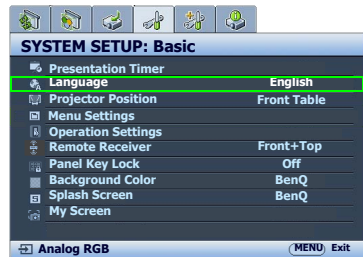 SYSTEM SETUP: Basic
Presentation Timer
Language English
Projector Position Front Table
Menu Settings
Operation Settings
Remote Receiver Front+Top
Panel Key Lock Off
Background Color BenQ
Splash Screen BenQ
My Screen
Analog RGB MENU Exit